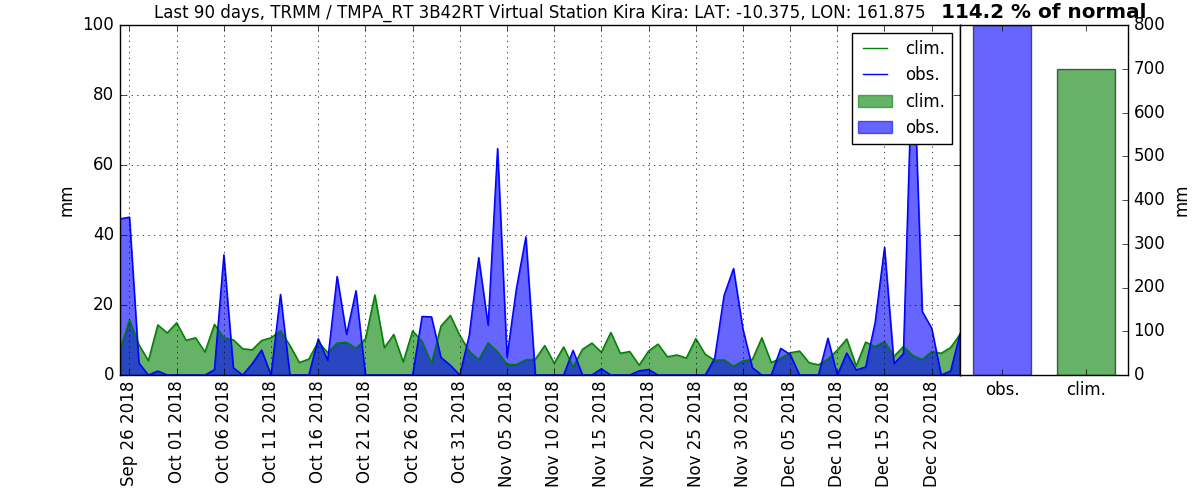 Last 90 days, TRMM / TMPA_RT 3B42RT Virtual Station Kira Kira: LAT: -10.375, LON: 161.875 114.2 % of normal
100
80
60
40
20
0
mm
clim.
obs.
clim.
obs.
800
700
600
500
400
300
200
100
0
mm
obs.
clim.
Sep 26 2018
Oct 01 2018
Oct 06 2018
Oct 11 2018
Oct 16 2018
Oct 21 2018
Oct 26 2018
Oct 31 2018
Nov 05 2018
Nov 10 2018
Nov 15 2018
Nov 20 2018
Nov 25 2018
Nov 30 2018
Dec 05 2018
Dec 10 2018
Dec 15 2018
Dec 20 2018